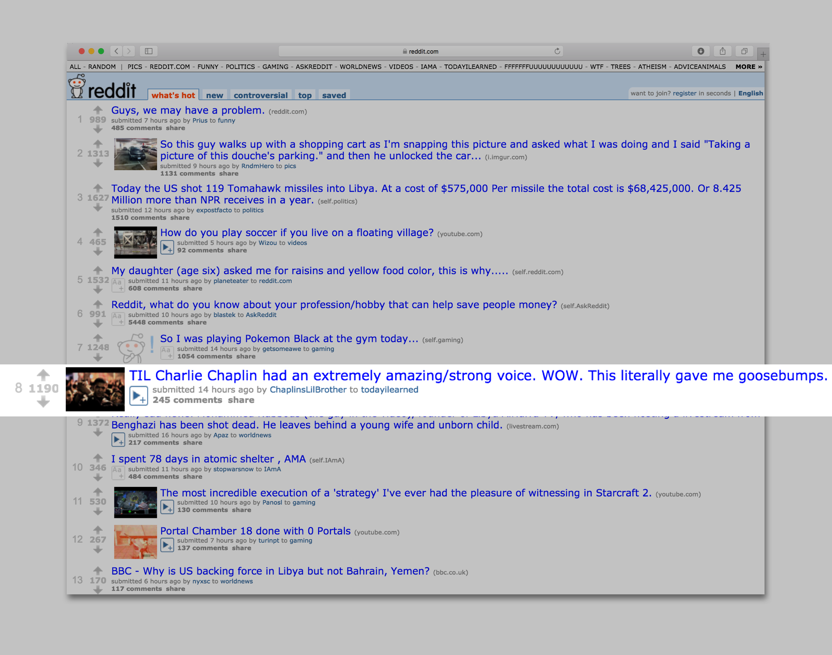 reddit.com
ALL - RANDOM | PICS - REDDIT.COM - FUNNY - POLITICS - GAMING - ASKREDDIT - WORLDNEWS - VIDEOS - IAMA - TODAYILEARNED - FFFFFFFUUUUUUUUUUUU - WTF - TREES - ATHEISM - ADVICEANIMALS MORE »
reddit what's hot new controversial top saved want to join? register in seconds | English
Guys, we may have a problem. (reddit.com)
1 989 submitted 7 hours ago by Prius to funny
485 comments share
So this guy walks up with a shopping cart as I'm snapping this picture and asked what I was doing and I said "Taking a
2 1313 picture of this douche's parking." and then he unlocked the car... (i.imgur.com)
submitted 9 hours ago by RndmHero to pics
1131 comments share
Today the US shot 119 Tomahawk missiles into Libya. At a cost of $575,000 Per missile the total cost is $68,425,000. Or 8.425
3 1627 Million more than NPR receives in a year. (self.politics)
submitted 12 hours ago by expostfacto to politics
1510 comments share
How do you play soccer if you live on a floating village? (youtube.com)
4 465 submitted 5 hours ago by Wizou to videos
92 comments share
My daughter (age six) asked me for raisins and yellow food color, this is why..... (self.reddit.com)
5 1532 Aa submitted 11 hours ago by planeteater to reddit.com
608 comments share
Reddit, what do you know about your profession/hobby that can help save people money? (self.AskReddit)
6 991 Aa submitted 10 hours ago by blastek to AskReddit
5448 comments share
So I was playing Pokemon Black at the gym today... (self.gaming)
7 1248 Aa submitted 14 hours ago by getsomeawe to gaming
1054 comments share
TIL Charlie Chaplin had an extremely amazing/strong voice. WOW. This literally gave me goosebumps.
8 1190 submitted 14 hours ago by ChaplinsLilBrother to todayilearned
245 comments share
9 1372 Benghazi has been shot dead. He leaves behind a young wife and unborn child. (livestream.com)
submitted 16 hours ago by Apaz to worldnews
217 comments share
I spent 78 days in atomic shelter , AMA (self.IAmA)
10 346 Aa submitted 11 hours ago by stopwarsnow to IAmA
484 comments share
The most incredible execution of a 'strategy' I've ever had the pleasure of witnessing in Starcraft 2. (youtube.com)
11 530 submitted 10 hours ago by Panosl to gaming
130 comments share
Portal Chamber 18 done with 0 Portals (youtube.com)
12 267 submitted 7 hours ago by turinpt to gaming
137 comments share
BBC - Why is US backing force in Libya but not Bahrain, Yemen? (bbc.co.uk)
13 170 submitted 6 hours ago by nyxsc to worldnews
117 comments share